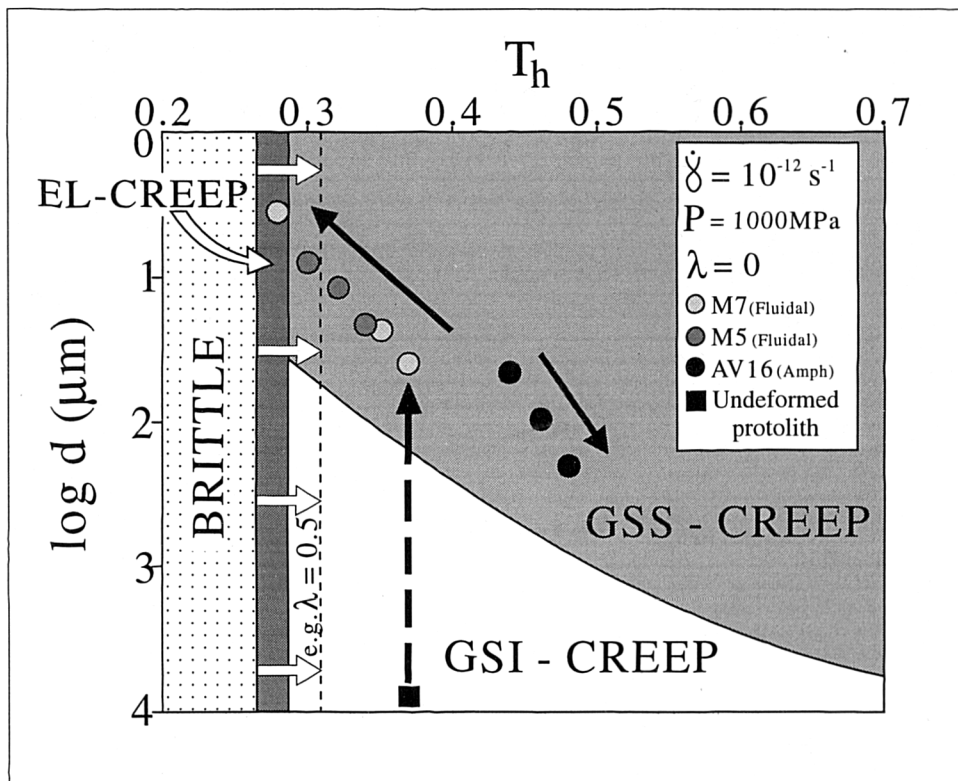 T_h
0.2 0.3 0.4 0.5 0.6 0.7
0
1
2
3
4
log d (μm)
EL-CREEP
BRITTLE
e.g. λ = 0.5
GSS - CREEP
GSI - CREEP
γ̇ = 10⁻¹² s⁻¹
P = 1000MPa
λ = 0
M7 (Fluidal)
M5 (Fluidal)
AV16 (Amph)
Undeformed
protolith